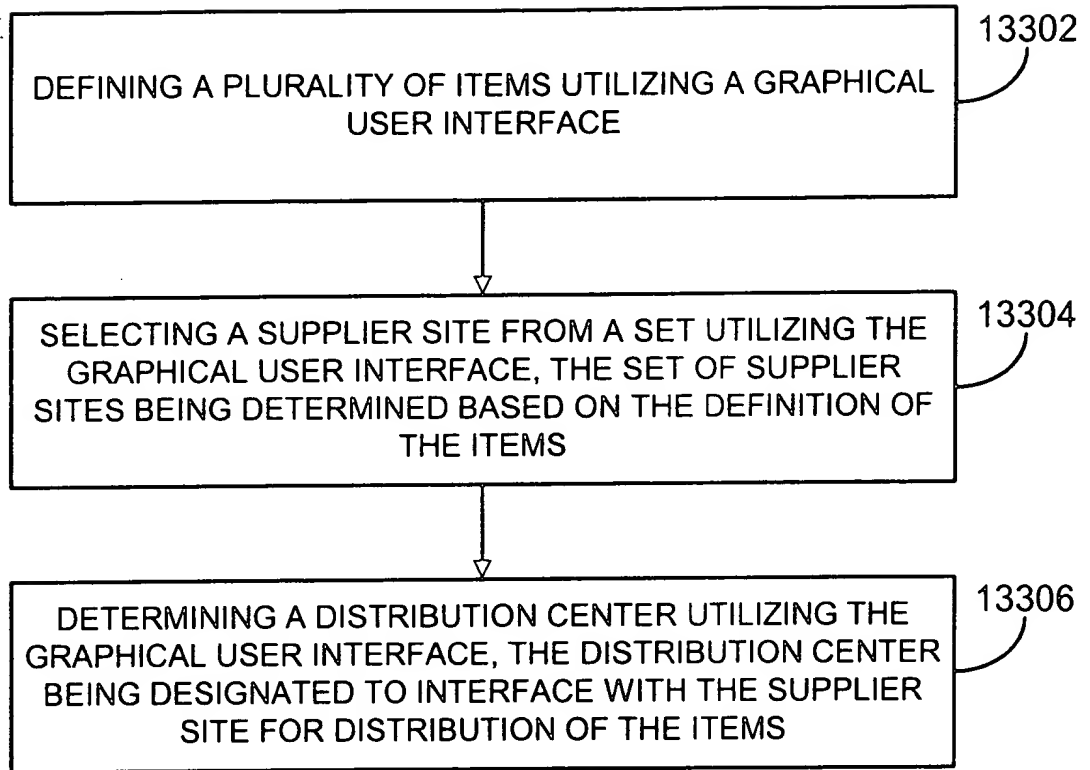 13302
DEFINING A PLURALITY OF ITEMS UTILIZING A GRAPHICAL
USER INTERFACE
13304
SELECTING A SUPPLIER SITE FROM A SET UTILIZING THE
GRAPHICAL USER INTERFACE, THE SET OF SUPPLIER
SITES BEING DETERMINED BASED ON THE DEFINITION OF
THE ITEMS
13306
DETERMINING A DISTRIBUTION CENTER UTILIZING THE
GRAPHICAL USER INTERFACE, THE DISTRIBUTION CENTER
BEING DESIGNATED TO INTERFACE WITH THE SUPPLIER
SITE FOR DISTRIBUTION OF THE ITEMS